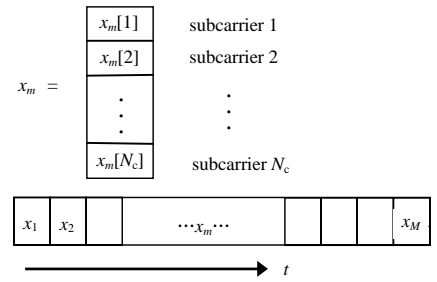 x_m[1] subcarrier 1
x_m[2] subcarrier 2
x_m =
⋮ ⋮
x_m[N_c] subcarrier N_c
x_1 x_2 ···x_m··· x_M
t